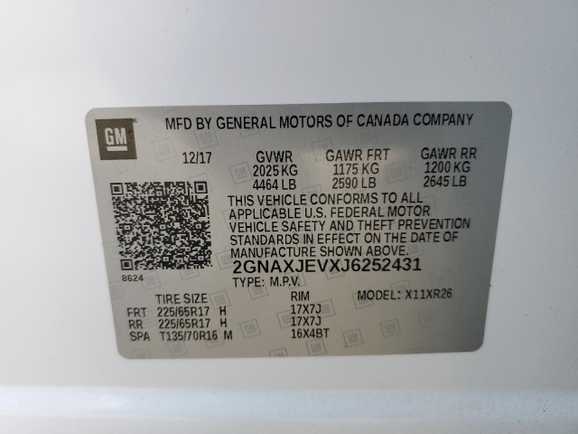 GM
MFD BY GENERAL MOTORS OF CANADA COMPANY
12/17 GVWR GAWR FRT GAWR RR
2025 KG 1175 KG 1200 KG
4464 LB 2590 LB 2645 LB
THIS VEHICLE CONFORMS TO ALL
APPLICABLE U.S. FEDERAL MOTOR
VEHICLE SAFETY AND THEFT PREVENTION
STANDARDS IN EFFECT ON THE DATE OF
MANUFACTURE SHOWN ABOVE.
8624
2GNAXJEVXJ6252431
TYPE: M.P.V.
TIRE SIZE RIM MODEL: X11XR26
FRT 225/65R17 H 17X7J
RR 225/65R17 H 17X7J
SPA T135/70R16 M 16X4BT